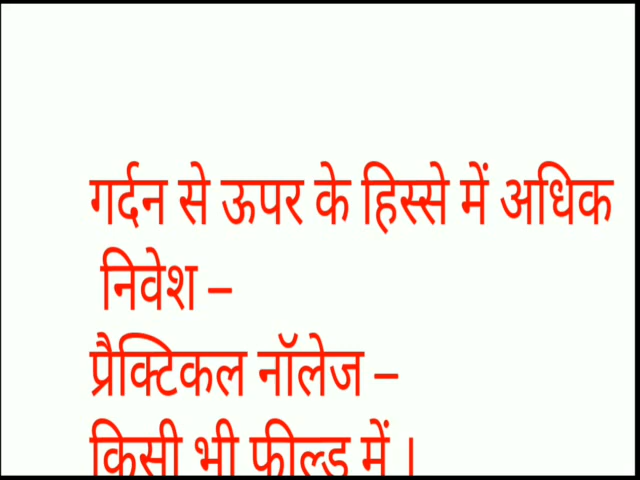 गर्दन से ऊपर के हिस्से में अधिक
निवेश –
प्रैक्टिकल नॉलेज –
किसी भी फील्ड में ।